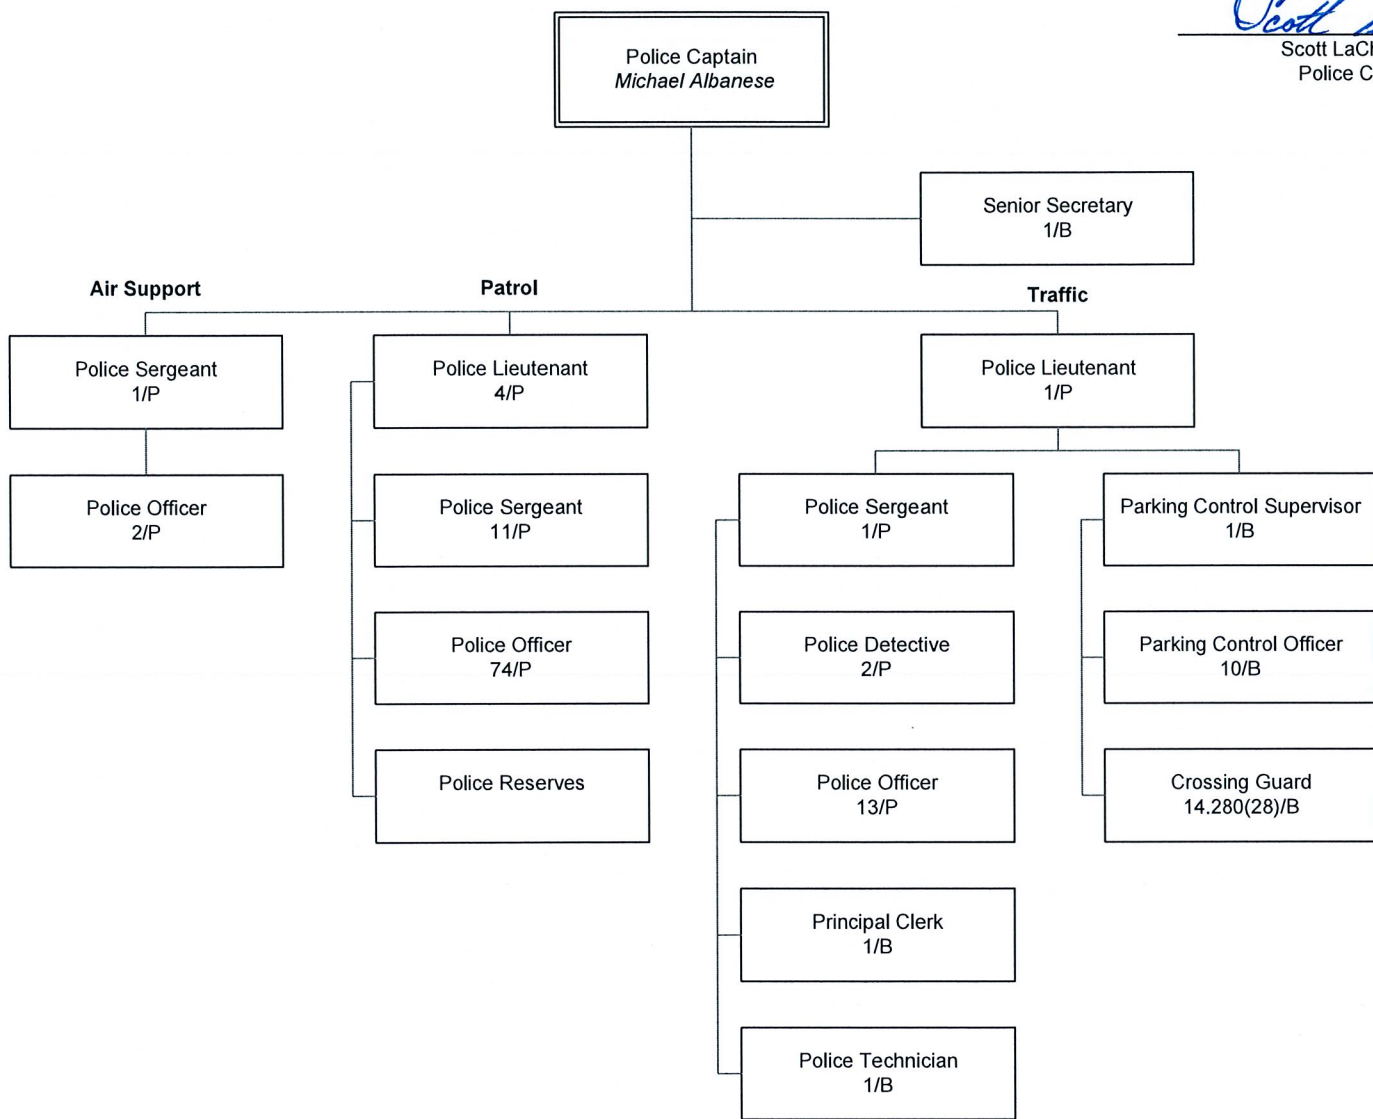 Scott
Scott LaCh
Police C
Police Captain
Michael Albanese
Senior Secretary
1/B
Air Support
Patrol
Traffic
Police Sergeant
1/P
Police Officer
2/P
Police Lieutenant
4/P
Police Sergeant
11/P
Police Officer
74/P
Police Reserves
Police Lieutenant
1/P
Police Sergeant
1/P
Police Detective
2/P
Police Officer
13/P
Principal Clerk
1/B
Police Technician
1/B
Parking Control Supervisor
1/B
Parking Control Officer
10/B
Crossing Guard
14.280(28)/B